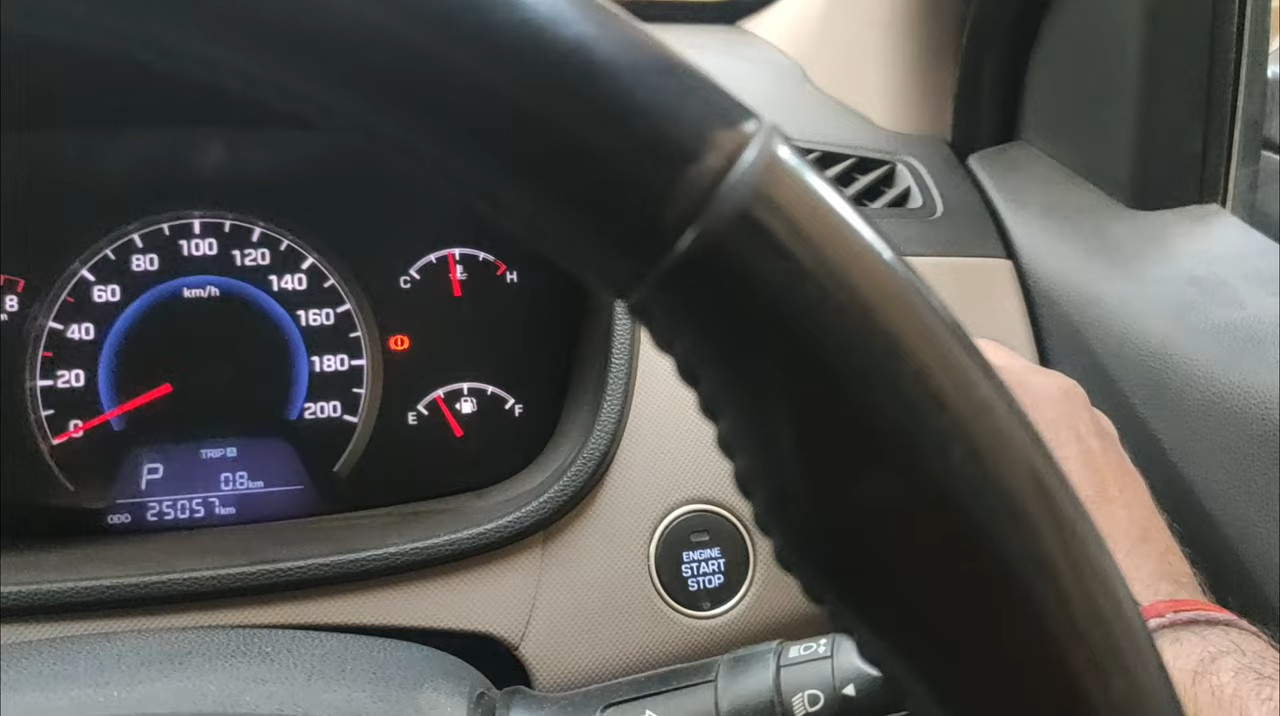 8
0
20
40
60
80
100
120
140
160
180
200
km/h
C
H
E
F
TRIP A
P
0.8km
ODO 25057km
ENGINE
START
STOP